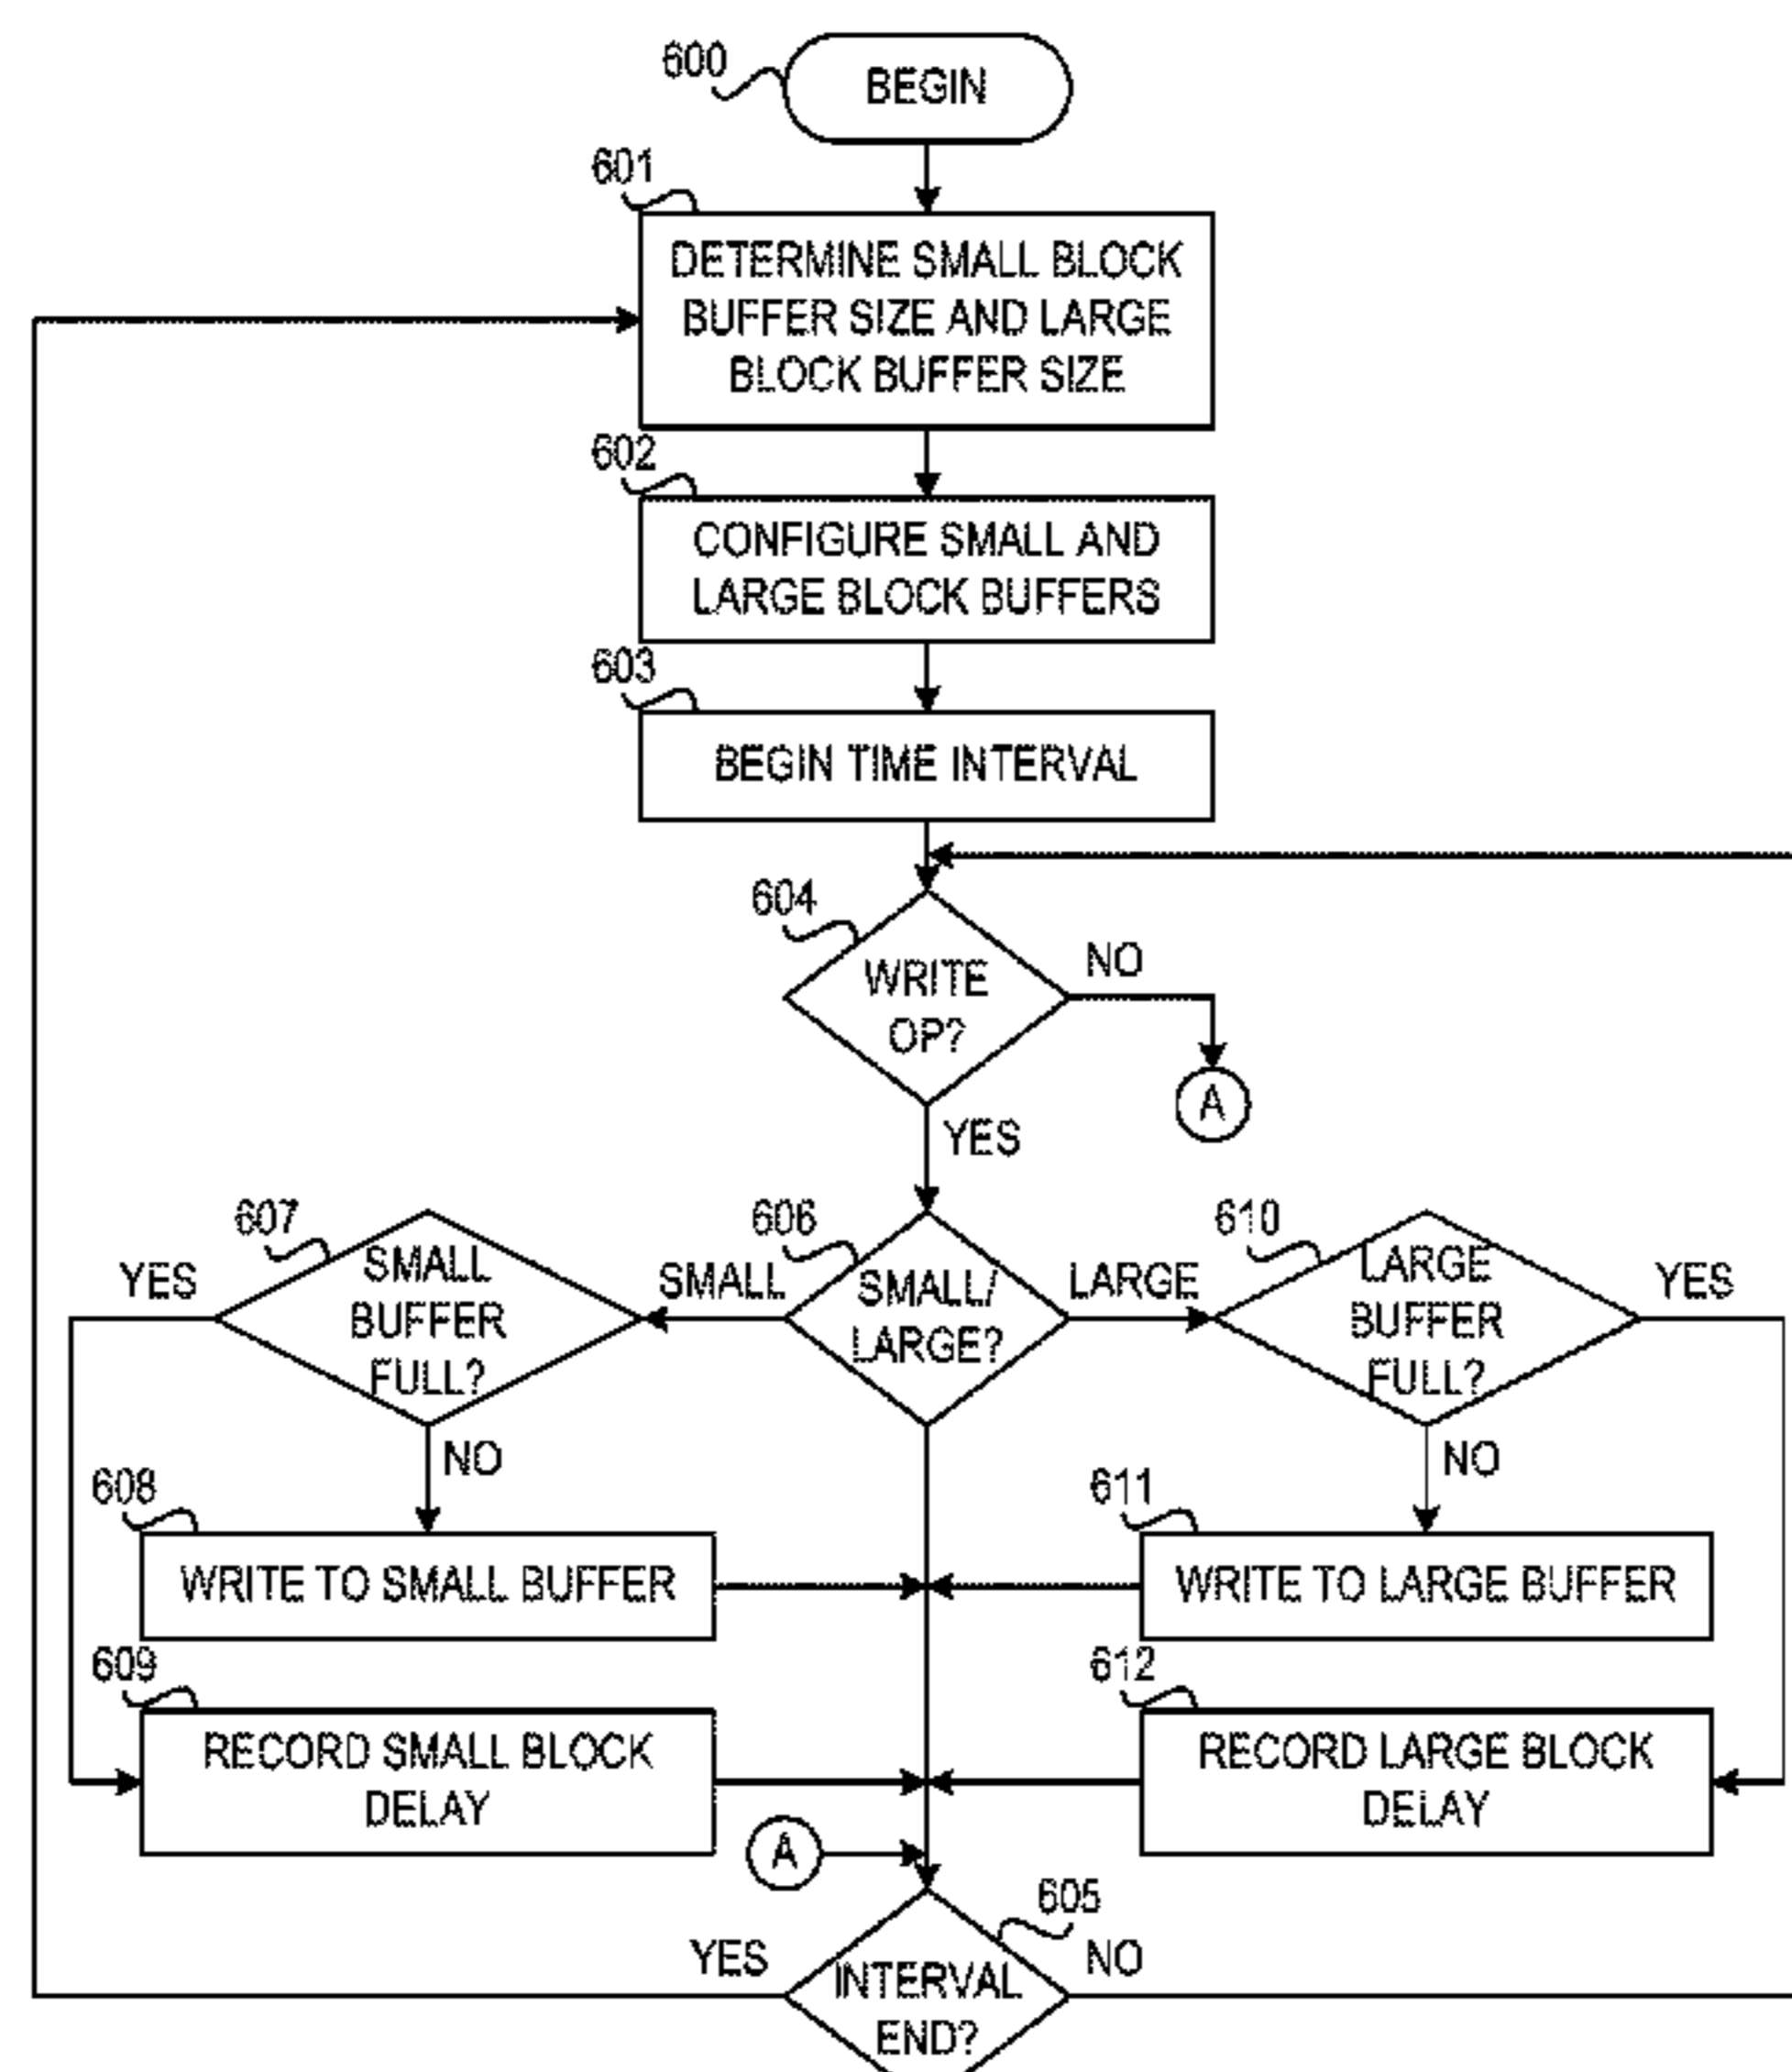 600
BEGIN
601
DETERMINE SMALL BLOCK
BUFFER SIZE AND LARGE
BLOCK BUFFER SIZE
602
CONFIGURE SMALL AND
LARGE BLOCK BUFFERS
603
BEGIN TIME INTERVAL
604
WRITE
OP?
NO
A
YES
607
YES
SMALL
BUFFER
FULL?
SMALL
606
SMALL/
LARGE?
LARGE
610
LARGE
BUFFER
FULL?
YES
NO
NO
608
WRITE TO SMALL BUFFER
611
WRITE TO LARGE BUFFER
609
RECORD SMALL BLOCK
DELAY
612
RECORD LARGE BLOCK
DELAY
A
605
YES
INTERVAL
END?
NO